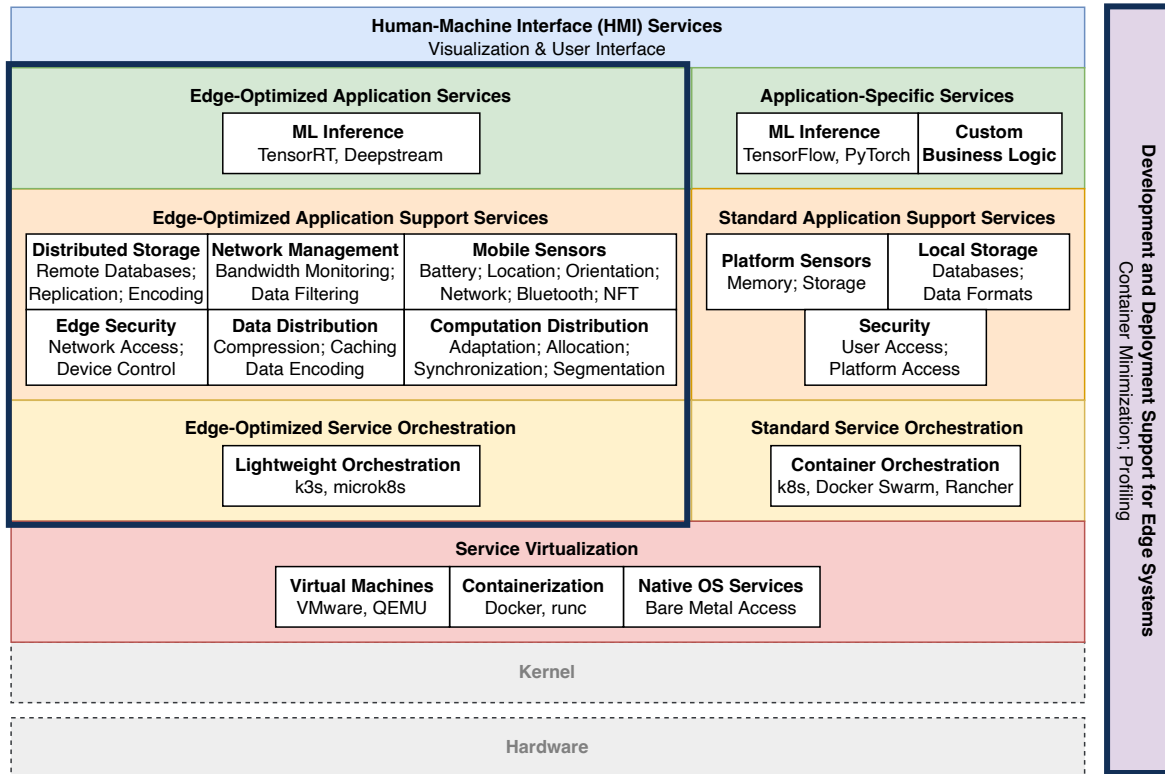 Human-Machine Interface (HMI) Services
Visualization & User Interface
Edge-Optimized Application Services
ML Inference
TensorRT, Deepstream
Application-Specific Services
ML Inference
TensorFlow, PyTorch
Custom
Business Logic
Edge-Optimized Application Support Services
Distributed Storage
Remote Databases;
Replication; Encoding
Network Management
Bandwidth Monitoring;
Data Filtering
Mobile Sensors
Battery; Location; Orientation;
Network; Bluetooth; NFT
Edge Security
Network Access;
Device Control
Data Distribution
Compression; Caching
Data Encoding
Computation Distribution
Adaptation; Allocation;
Synchronization; Segmentation
Standard Application Support Services
Platform Sensors
Memory; Storage
Local Storage
Databases;
Data Formats
Security
User Access;
Platform Access
Edge-Optimized Service Orchestration
Lightweight Orchestration
k3s, microk8s
Standard Service Orchestration
Container Orchestration
k8s, Docker Swarm, Rancher
Service Virtualization
Virtual Machines
VMware, QEMU
Containerization
Docker, runc
Native OS Services
Bare Metal Access
Kernel
Hardware
Development and Deployment Support for Edge Systems
Container Minimization; Profiling